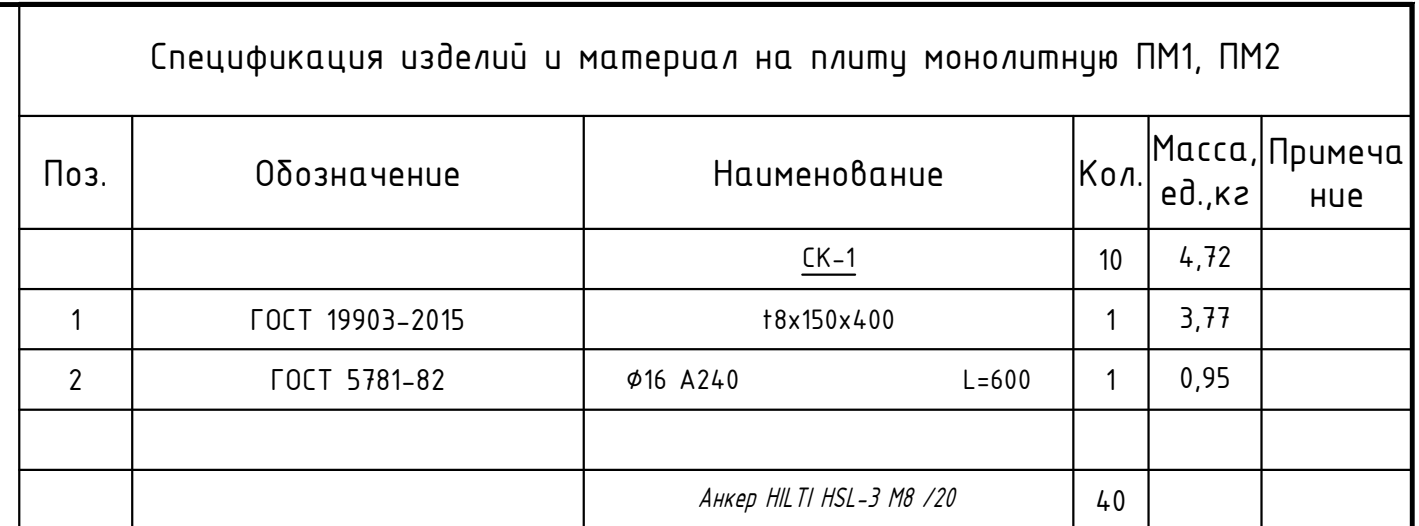 Спецификация изделий и материал на плиту монолитную ПМ1, ПМ2
Поз. Обозначение Наименование Кол. Масса, ед.,кг Примеча ние
СК-1 10 4,72
1 ГОСТ 19903-2015 t8x150x400 1 3,77
2 ГОСТ 5781-82 Ф16 А240 L=600 1 0,95
Анкер HILTI HSL-3 М8 /20 40